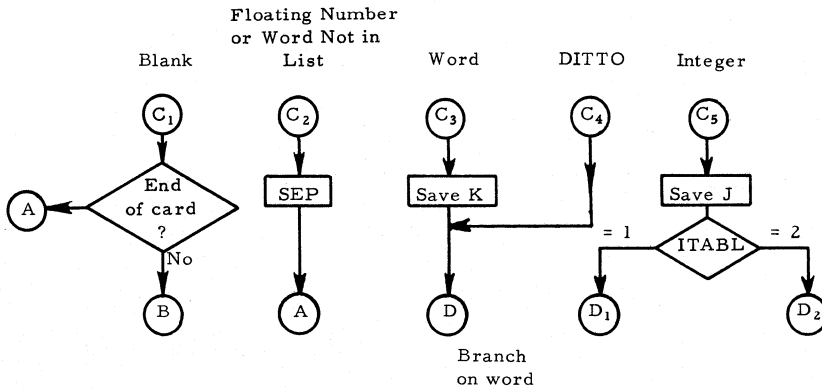 Floating Number
or Word Not in
Blank List Word DITTO Integer
C1 C2 C3 C4 C5
End
of card
?
A
SEP
Save K
Save J
= 1 ITABL = 2
No
B A D D1 D2
Branch
on word